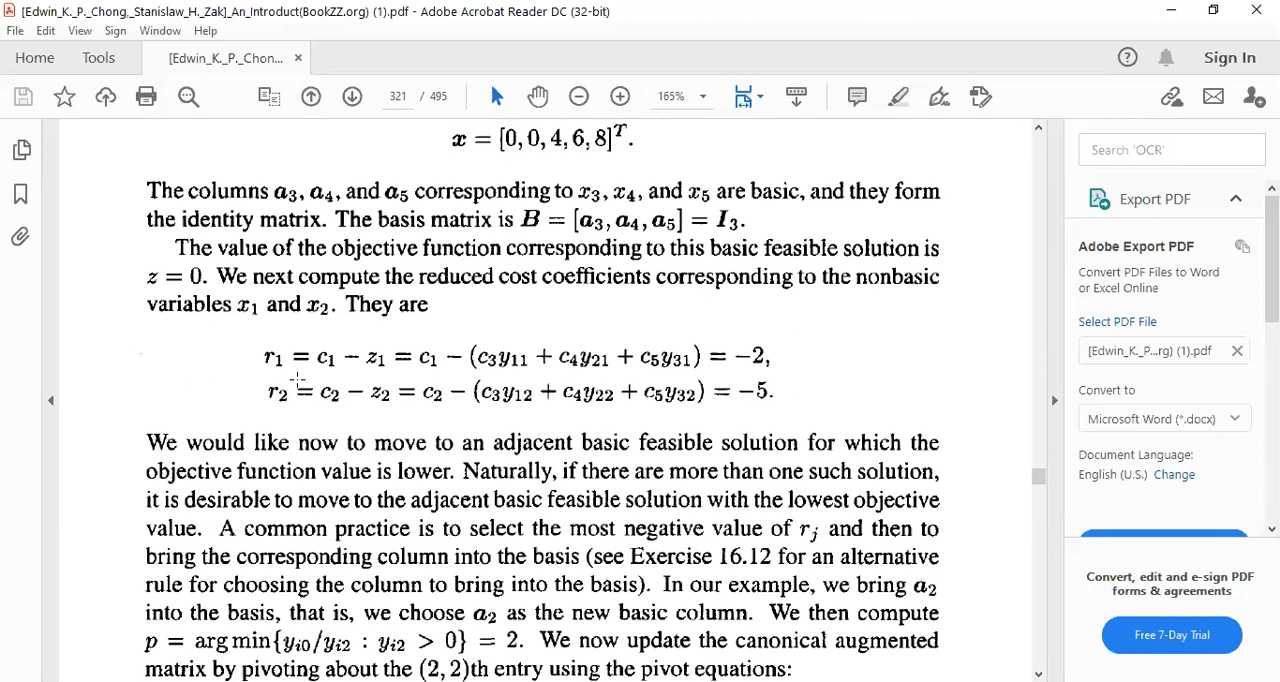 [Edwin_K._P._Chong,_Stanislaw_H._Zak]_An_Introduct(BookZZ.org) (1).pdf - Adobe Acrobat Reader DC (32-bit)
File Edit View Sign Window Help
Home Tools [Edwin_K._P_Chon... × Sign In
321 / 495 165%
x = [0, 0, 4, 6, 8]^T.
The columns a₃, a₄, and a₅ corresponding to x₃, x₄, and x₅ are basic, and they form
the identity matrix. The basis matrix is B = [a₃, a₄, a₅] = I₃.
The value of the objective function corresponding to this basic feasible solution is
z = 0. We next compute the reduced cost coefficients corresponding to the nonbasic
variables x₁ and x₂. They are
r₁ = c₁ − z₁ = c₁ − (c₃y₁₁ + c₄y₂₁ + c₅y₃₁) = −2,
r₂ = c₂ − z₂ = c₂ − (c₃y₁₂ + c₄y₂₂ + c₅y₃₂) = −5.
We would like now to move to an adjacent basic feasible solution for which the
objective function value is lower. Naturally, if there are more than one such solution,
it is desirable to move to the adjacent basic feasible solution with the lowest objective
value. A common practice is to select the most negative value of rⱼ and then to
bring the corresponding column into the basis (see Exercise 16.12 for an alternative
rule for choosing the column to bring into the basis). In our example, we bring a₂
into the basis, that is, we choose a₂ as the new basic column. We then compute
p = arg min{yᵢ₀/yᵢ₂ : yᵢ₂ > 0} = 2. We now update the canonical augmented
matrix by pivoting about the (2, 2)th entry using the pivot equations:
Search 'OCR'
Export PDF
Adobe Export PDF
Convert PDF Files to Word
or Excel Online
Select PDF File
[Edwin_K._P...rg) (1).pdf ×
Convert to
Microsoft Word (*.docx)
Document Language:
English (U.S.) Change
Convert, edit and e-sign PDF
forms & agreements
Free 7-Day Trial